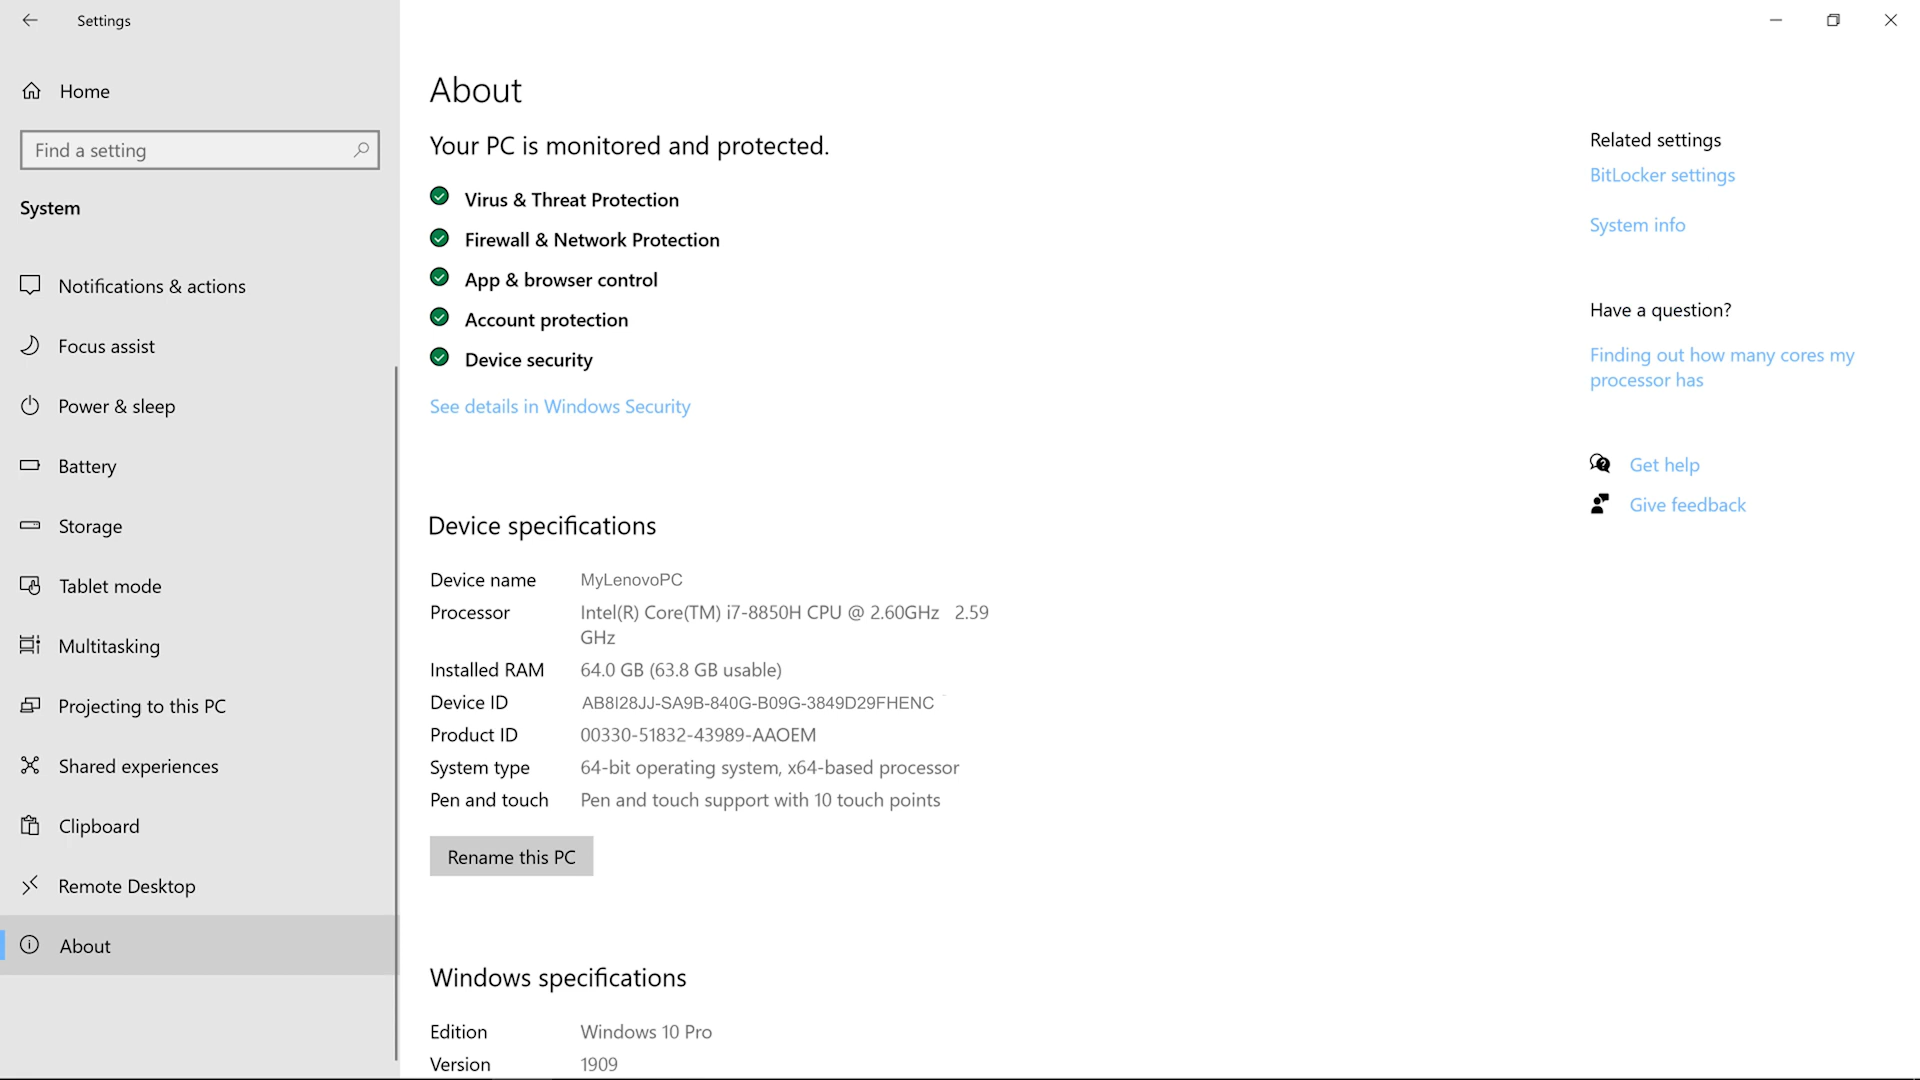 Settings
Home
Find a setting
System
Notifications & actions
Focus assist
Power & sleep
Battery
Storage
Tablet mode
Multitasking
Projecting to this PC
Shared experiences
Clipboard
Remote Desktop
About
About
Your PC is monitored and protected.
Virus & Threat Protection
Firewall & Network Protection
App & browser control
Account protection
Device security
See details in Windows Security
Device specifications
Device name MyLenovoPC
Processor Intel(R) Core(TM) i7-8850H CPU @ 2.60GHz 2.59
GHz
Installed RAM 64.0 GB (63.8 GB usable)
Device ID AB8I28JJ-SA9B-840G-B09G-3849D29FHENC
Product ID 00330-51832-43989-AAOEM
System type 64-bit operating system, x64-based processor
Pen and touch Pen and touch support with 10 touch points
Rename this PC
Windows specifications
Edition Windows 10 Pro
Version 1909
Related settings
BitLocker settings
System info
Have a question?
Finding out how many cores my
processor has
Get help
Give feedback